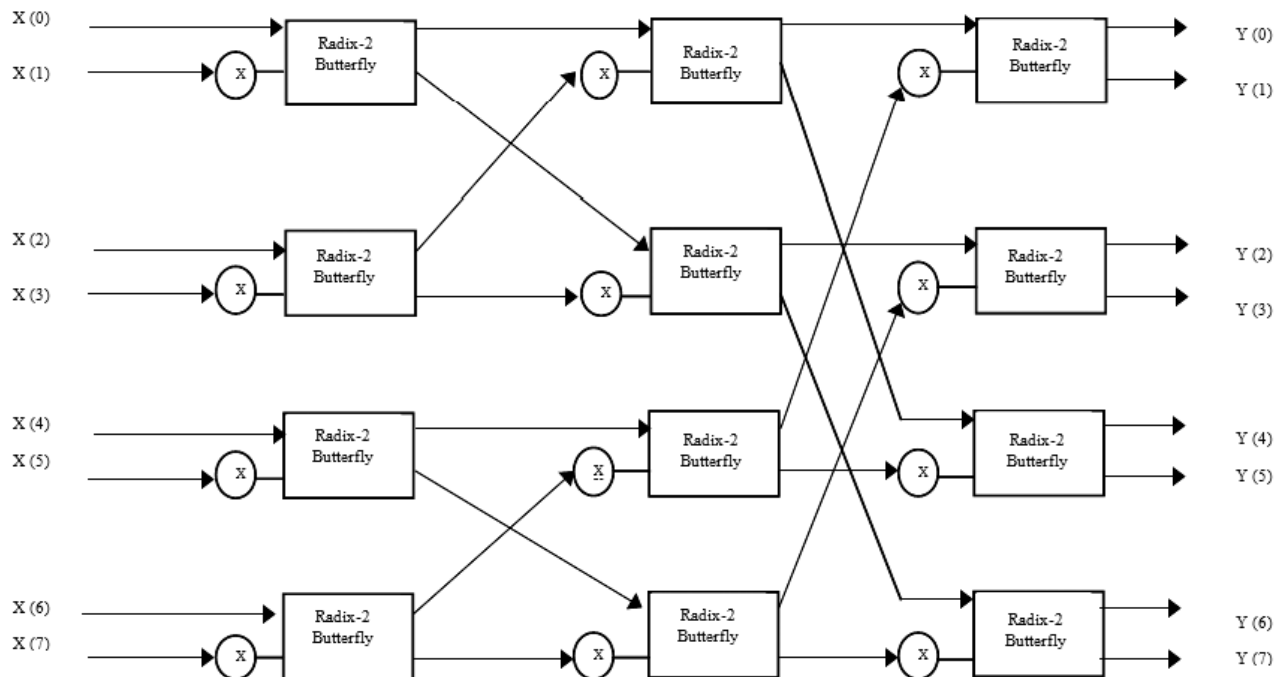 X (0)
Radix-2
Butterfly
Radix-2
Butterfly
Radix-2
Butterfly
Y (0)
X (1)
X
X
X
Y (1)
X (2)
Radix-2
Butterfly
Radix-2
Butterfly
Radix-2
Butterfly
Y (2)
X (3)
X
X
X
Y (3)
X (4)
Radix-2
Butterfly
Radix-2
Butterfly
Radix-2
Butterfly
Y (4)
X (5)
X
X
X
Y (5)
X (6)
Radix-2
Butterfly
Radix-2
Butterfly
Radix-2
Butterfly
Y (6)
X (7)
X
X
X
Y (7)